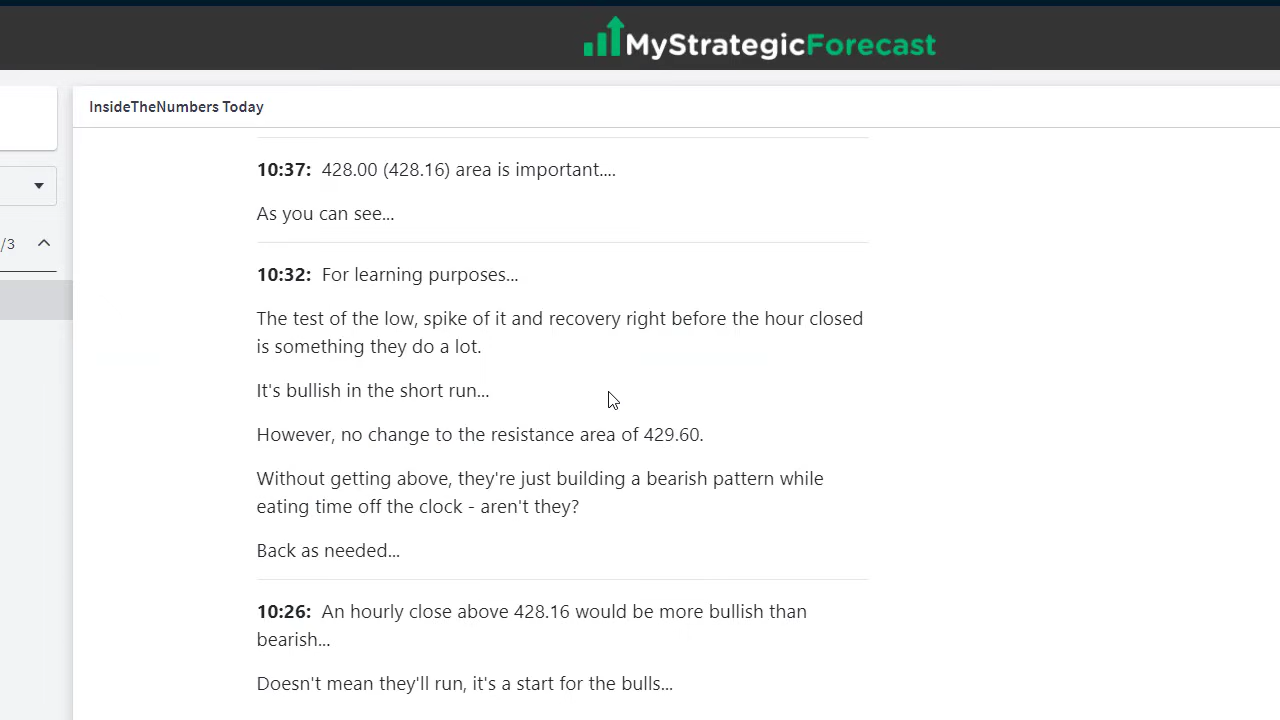 MyStrategicForecast
InsideTheNumbers Today
10:37: 428.00 (428.16) area is important....
As you can see...
/3
10:32: For learning purposes...
The test of the low, spike of it and recovery right before the hour closed
is something they do a lot.
It's bullish in the short run...
However, no change to the resistance area of 429.60.
Without getting above, they're just building a bearish pattern while
eating time off the clock - aren't they?
Back as needed...
10:26: An hourly close above 428.16 would be more bullish than
bearish...
Doesn't mean they'll run, it's a start for the bulls...